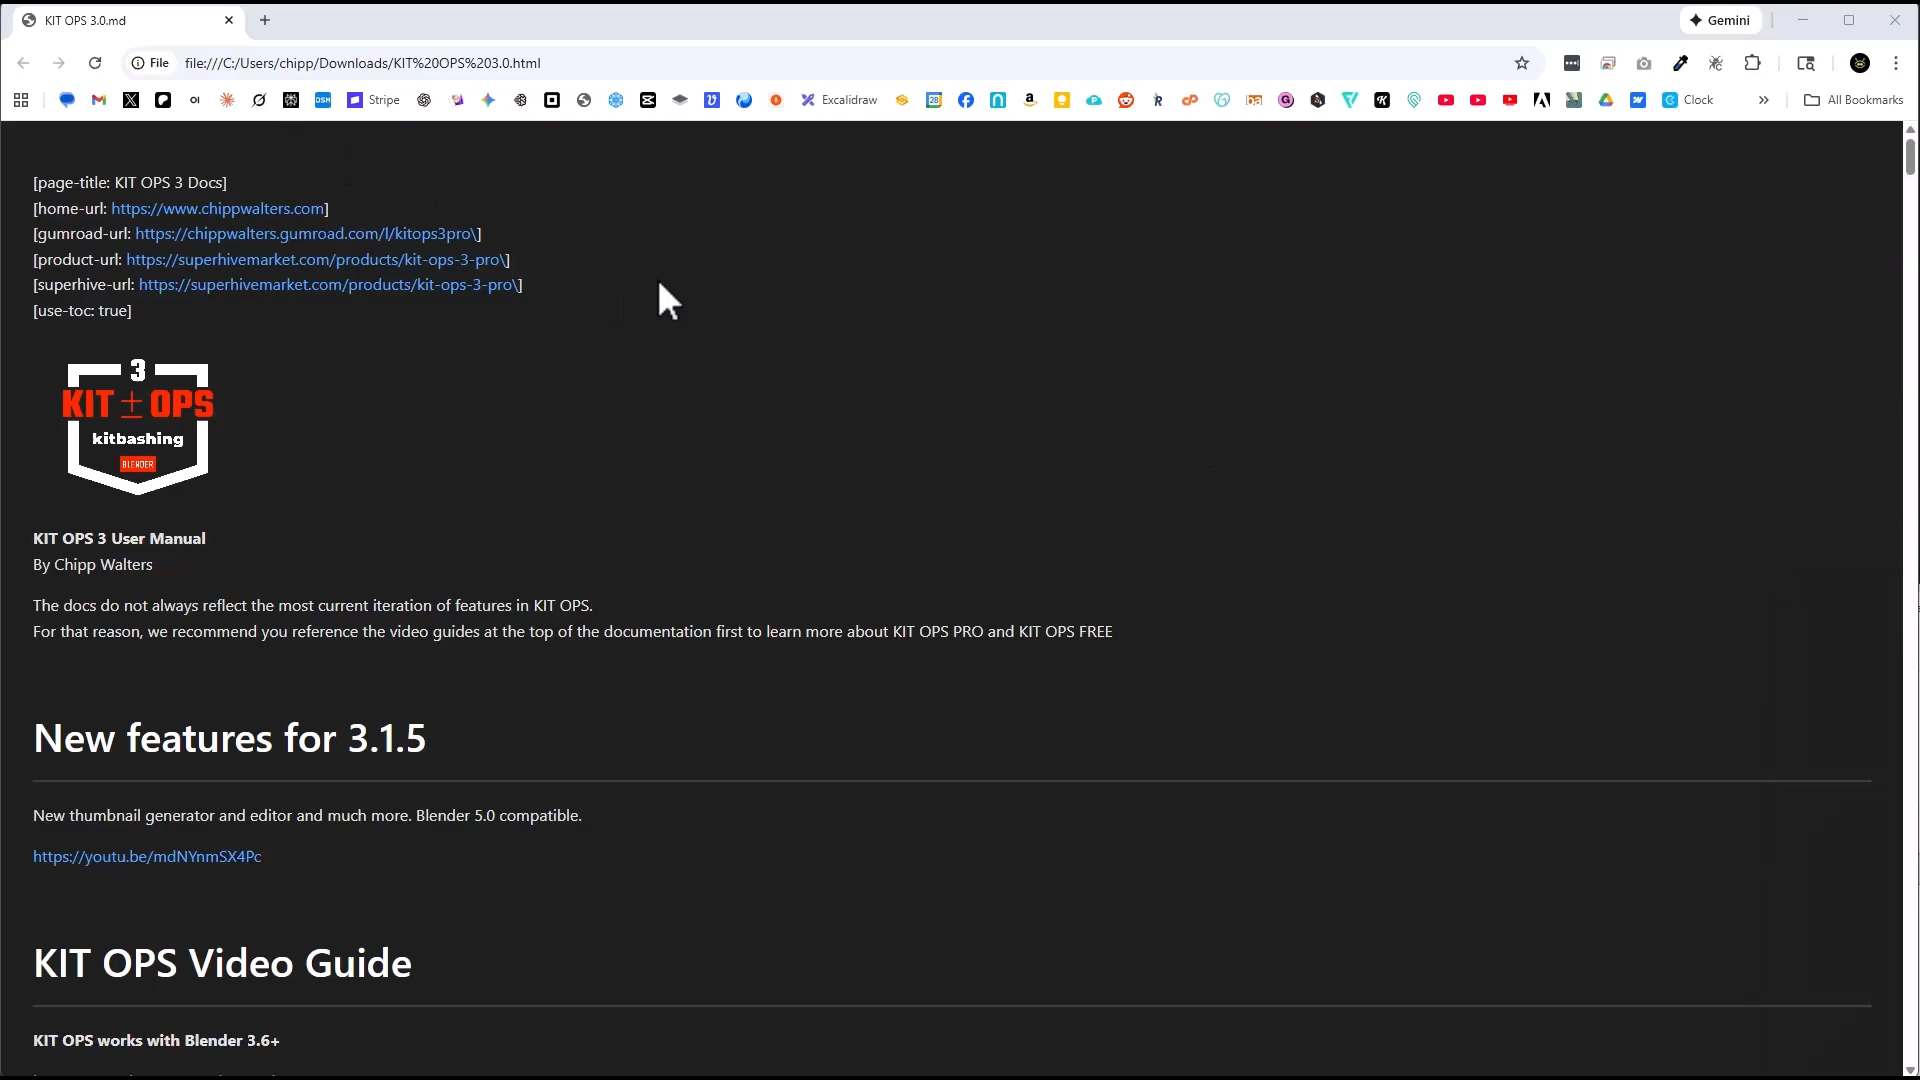 KIT OPS 3.0.md
Gemini
File
file:///C:/Users/chipp/Downloads/KIT%20OPS%203.0.html
Stripe
Excalidraw
Clock
All Bookmarks
[page-title: KIT OPS 3 Docs]
[home-url: https://www.chippwalters.com]
[gumroad-url: https://chippwalters.gumroad.com/l/kitops3pro\]
[product-url: https://superhivemarket.com/products/kit-ops-3-pro\]
[superhive-url: https://superhivemarket.com/products/kit-ops-3-pro\]
[use-toc: true]
3
KIT ± OPS
kitbashing
BLENDER
KIT OPS 3 User Manual
By Chipp Walters
The docs do not always reflect the most current iteration of features in KIT OPS.
For that reason, we recommend you reference the video guides at the top of the documentation first to learn more about KIT OPS PRO and KIT OPS FREE
New features for 3.1.5
New thumbnail generator and editor and much more. Blender 5.0 compatible.
https://youtu.be/mdNYnmSX4Pc
KIT OPS Video Guide
KIT OPS works with Blender 3.6+